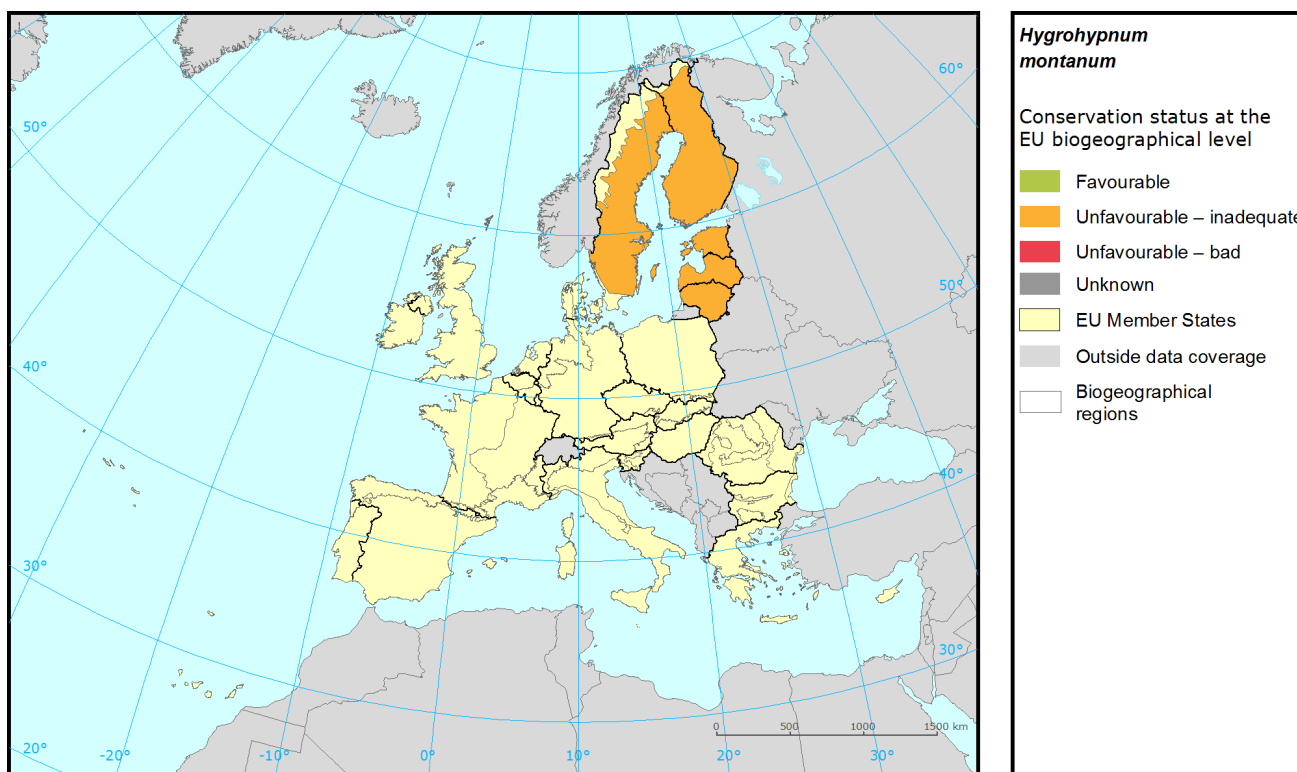 Hygrohypnum
montanum
Conservation status at the
EU biogeographical level
Favourable
Unfavourable – inadequate
Unfavourable – bad
Unknown
EU Member States
Outside data coverage
Biogeographical
regions
60°
50°
50°
40°
40°
30°
30°
20°
-20°
-10°
0°
10°
20°
30°
0 500 1000 1500 km